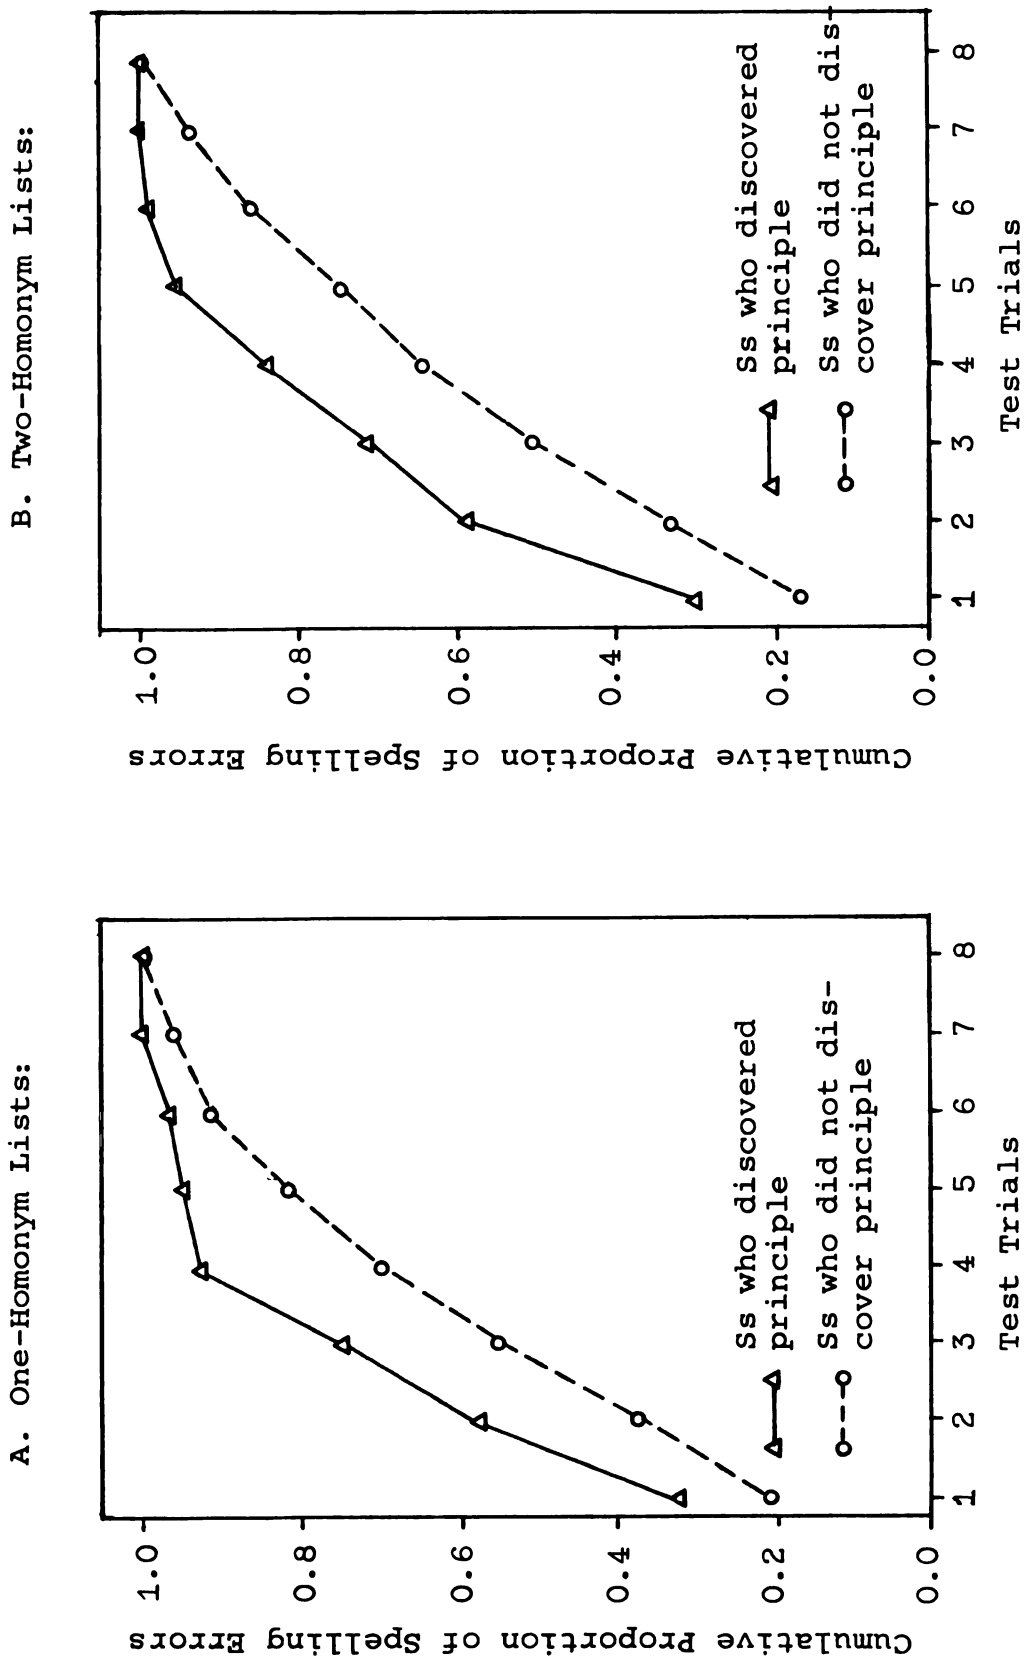 A. One-Homonym Lists:
Cumulative Proportion of Spelling Errors
1.0
0.8
0.6
0.4
0.2
0.0
Ss who discovered
principle
Ss who did not dis-
cover principle
1 2 3 4 5 6 7 8
Test Trials
B. Two-Homonym Lists:
Cumulative Proportion of Spelling Errors
1.0
0.8
0.6
0.4
0.2
0.0
Ss who discovered
principle
Ss who did not dis-
cover principle
1 2 3 4 5 6 7 8
Test Trials